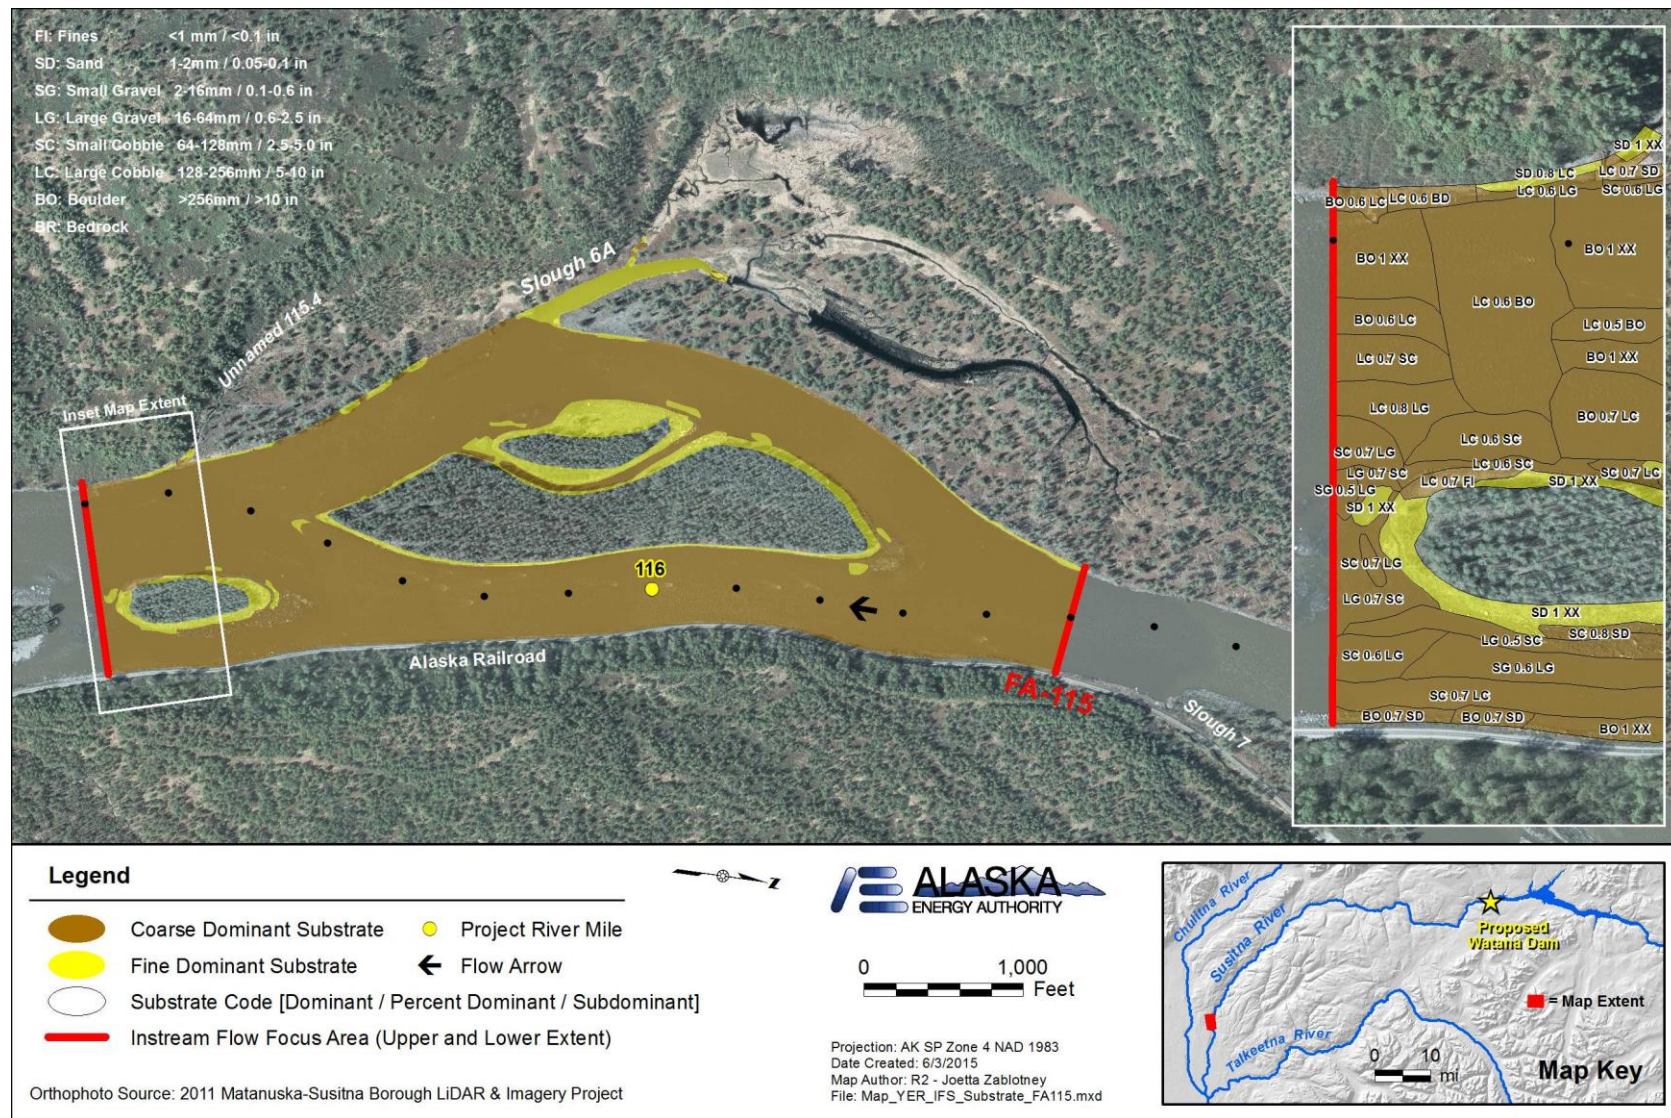 FI: Fines <1 mm / <0.1 in
SD: Sand 1-2mm / 0.05-0.1 in
SG: Small Gravel 2-16mm / 0.1-0.6 in
LG: Large Gravel 16-64mm / 0.6-2.5 in
SC: Small Cobble 64-128mm / 2.5-5.0 in
LC: Large Cobble 128-256mm / 5-10 in
BO: Boulder >256mm / >10 in
BR: Bedrock
Slough 6A
Unnamed 115.4
Inset Map Extent
116
Alaska Railroad
FA-115
Slough 7
SD 1 XX
SD 0.8 LC
LC 0.7 SD
LC 0.6 LG
SC 0.6 LG
BO 0.6 LC
LC 0.6 BD
BO 1 XX
BO 1 XX
LC 0.6 BO
BO 0.6 LC
LC 0.5 BO
LC 0.7 SC
BO 1 XX
LC 0.8 LG
BO 0.7 LC
LC 0.6 SC
SC 0.7 LG
LC 0.6 SC
LG 0.7 SC
SC 0.7 LC
LC 0.7 FI
SD 1 XX
SG 0.5 LG
SD 1 XX
SC 0.7 LG
LG 0.7 SC
SD 1 XX
SC 0.8 SD
LG 0.5 SC
SC 0.6 LG
SG 0.6 LG
SC 0.7 LC
BO 0.7 SD
BO 0.7 SD
BO 1 XX
Legend
Coarse Dominant Substrate
Project River Mile
Fine Dominant Substrate
Flow Arrow
Substrate Code [Dominant / Percent Dominant / Subdominant]
Instream Flow Focus Area (Upper and Lower Extent)
Orthophoto Source: 2011 Matanuska-Susitna Borough LiDAR & Imagery Project
Z
ALASKA
ENERGY AUTHORITY
0 1,000
Feet
Projection: AK SP Zone 4 NAD 1983
Date Created: 6/3/2015
Map Author: R2 - Joetta Zablotney
File: Map_YER_IFS_Substrate_FA115.mxd
Chulitna River
Susitna River
Proposed
Watana Dam
= Map Extent
Talkeetna River
0 10
mi
Map Key